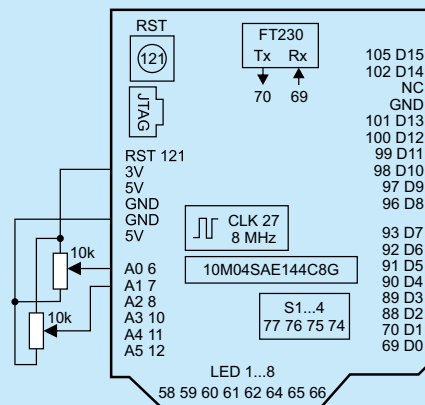 RST
121
JTAG
FT230
Tx Rx
70 69
RST 121
3V
5V
GND
GND
5V
10k
10k
A0 6
A1 7
A2 8
A3 10
A4 11
A5 12
CLK 27
8 MHz
10M04SAE144C8G
S1...4
77 76 75 74
LED 1...8
58 59 60 61 62 64 65 66
105 D15
102 D14
NC
GND
101 D13
100 D12
99 D11
98 D10
97 D9
96 D8
93 D7
92 D6
91 D5
90 D4
89 D3
88 D2
70 D1
69 D0